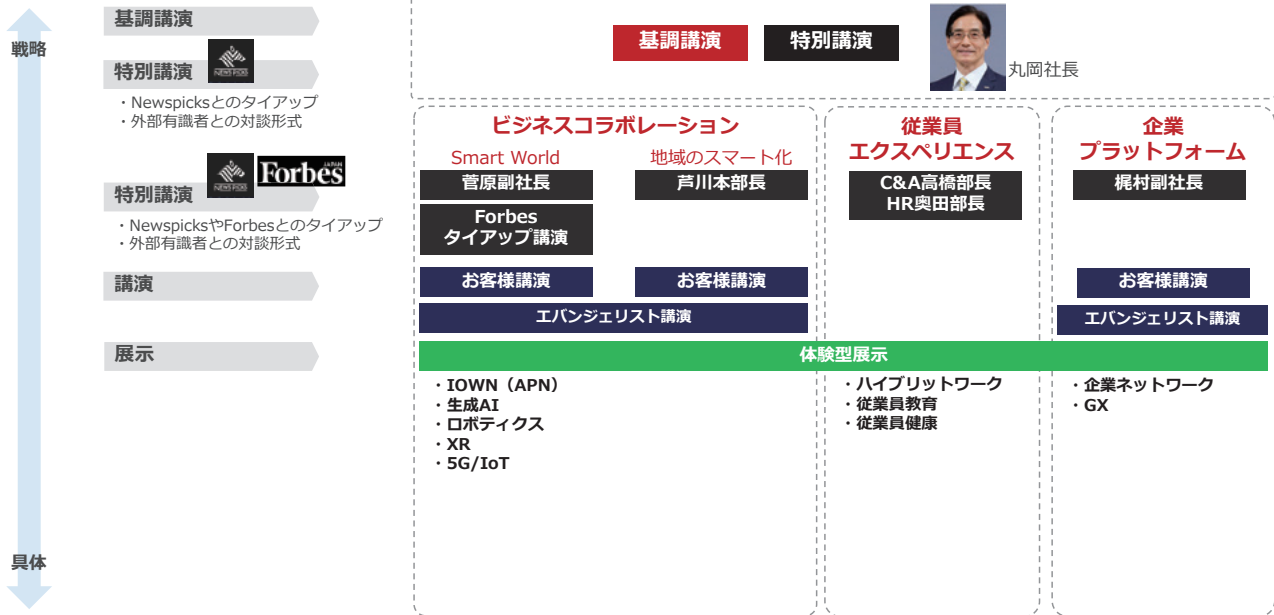 戦略
基調講演
特別講演
NEWS PICKS
・Newspicksとのタイアップ
・外部有識者との対談形式
NEWS PICKS
Forbes
JAPAN
特別講演
・NewspicksやForbesとのタイアップ
・外部有識者との対談形式
講演
展示
具体
基調講演
特別講演
丸岡社長
ビジネスコラボレーション
Smart World
地域のスマート化
菅原副社長
芦川本部長
Forbes
タイアップ講演
お客様講演
お客様講演
エバンジェリスト講演
従業員
エクスペリエンス
C&A高橋部長
HR奥田部長
企業
プラットフォーム
梶村副社長
お客様講演
エバンジェリスト講演
体験型展示
・IOWN（APN）
・生成AI
・ロボティクス
・XR
・5G/IoT
・ハイブリットワーク
・従業員教育
・従業員健康
・企業ネットワーク
・GX